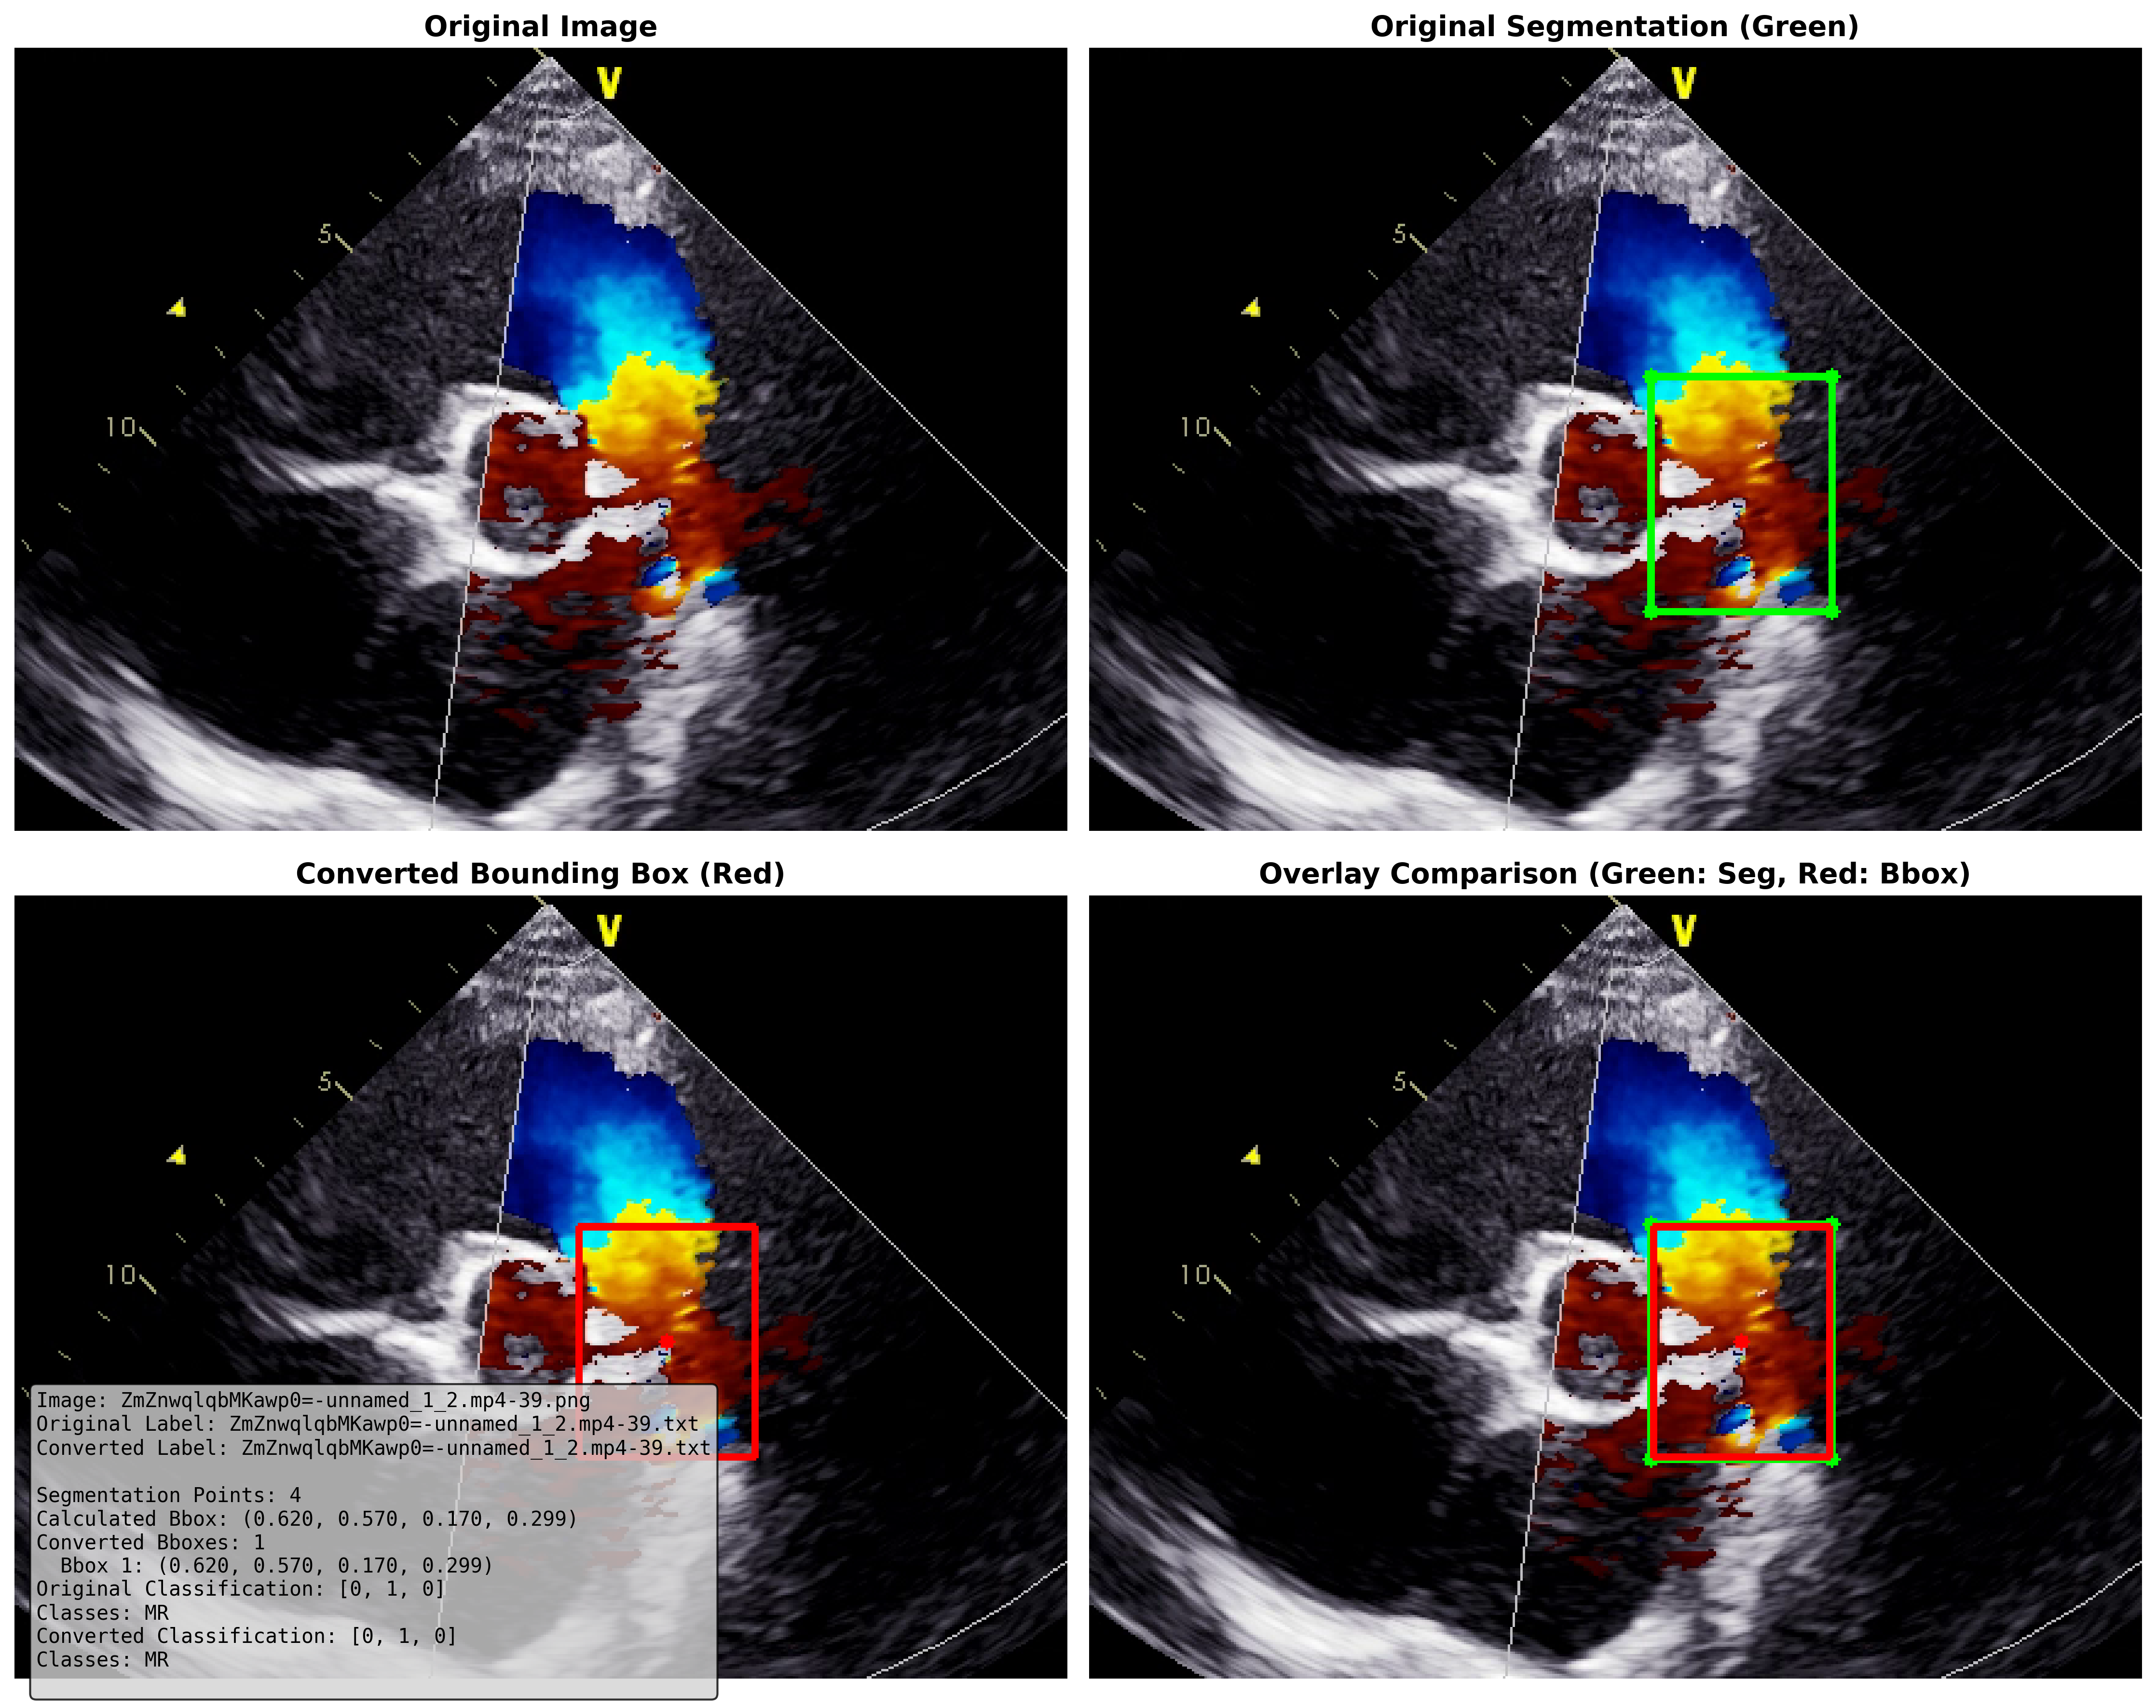 Original Image
Original Segmentation (Green)
V
5
10
V
5
10
Converted Bounding Box (Red)
Overlay Comparison (Green: Seg, Red: Bbox)
V
5
10
V
5
10
Image: ZmZnwqlqbMKawp0=-unnamed_1_2.mp4-39.png
Original Label: ZmZnwqlqbMKawp0=-unnamed_1_2.mp4-39.txt
Converted Label: ZmZnwqlqbMKawp0=-unnamed_1_2.mp4-39.txt
Segmentation Points: 4
Calculated Bbox: (0.620, 0.570, 0.170, 0.299)
Converted Bboxes: 1
Bbox 1: (0.620, 0.570, 0.170, 0.299)
Original Classification: [0, 1, 0]
Classes: MR
Converted Classification: [0, 1, 0]
Classes: MR